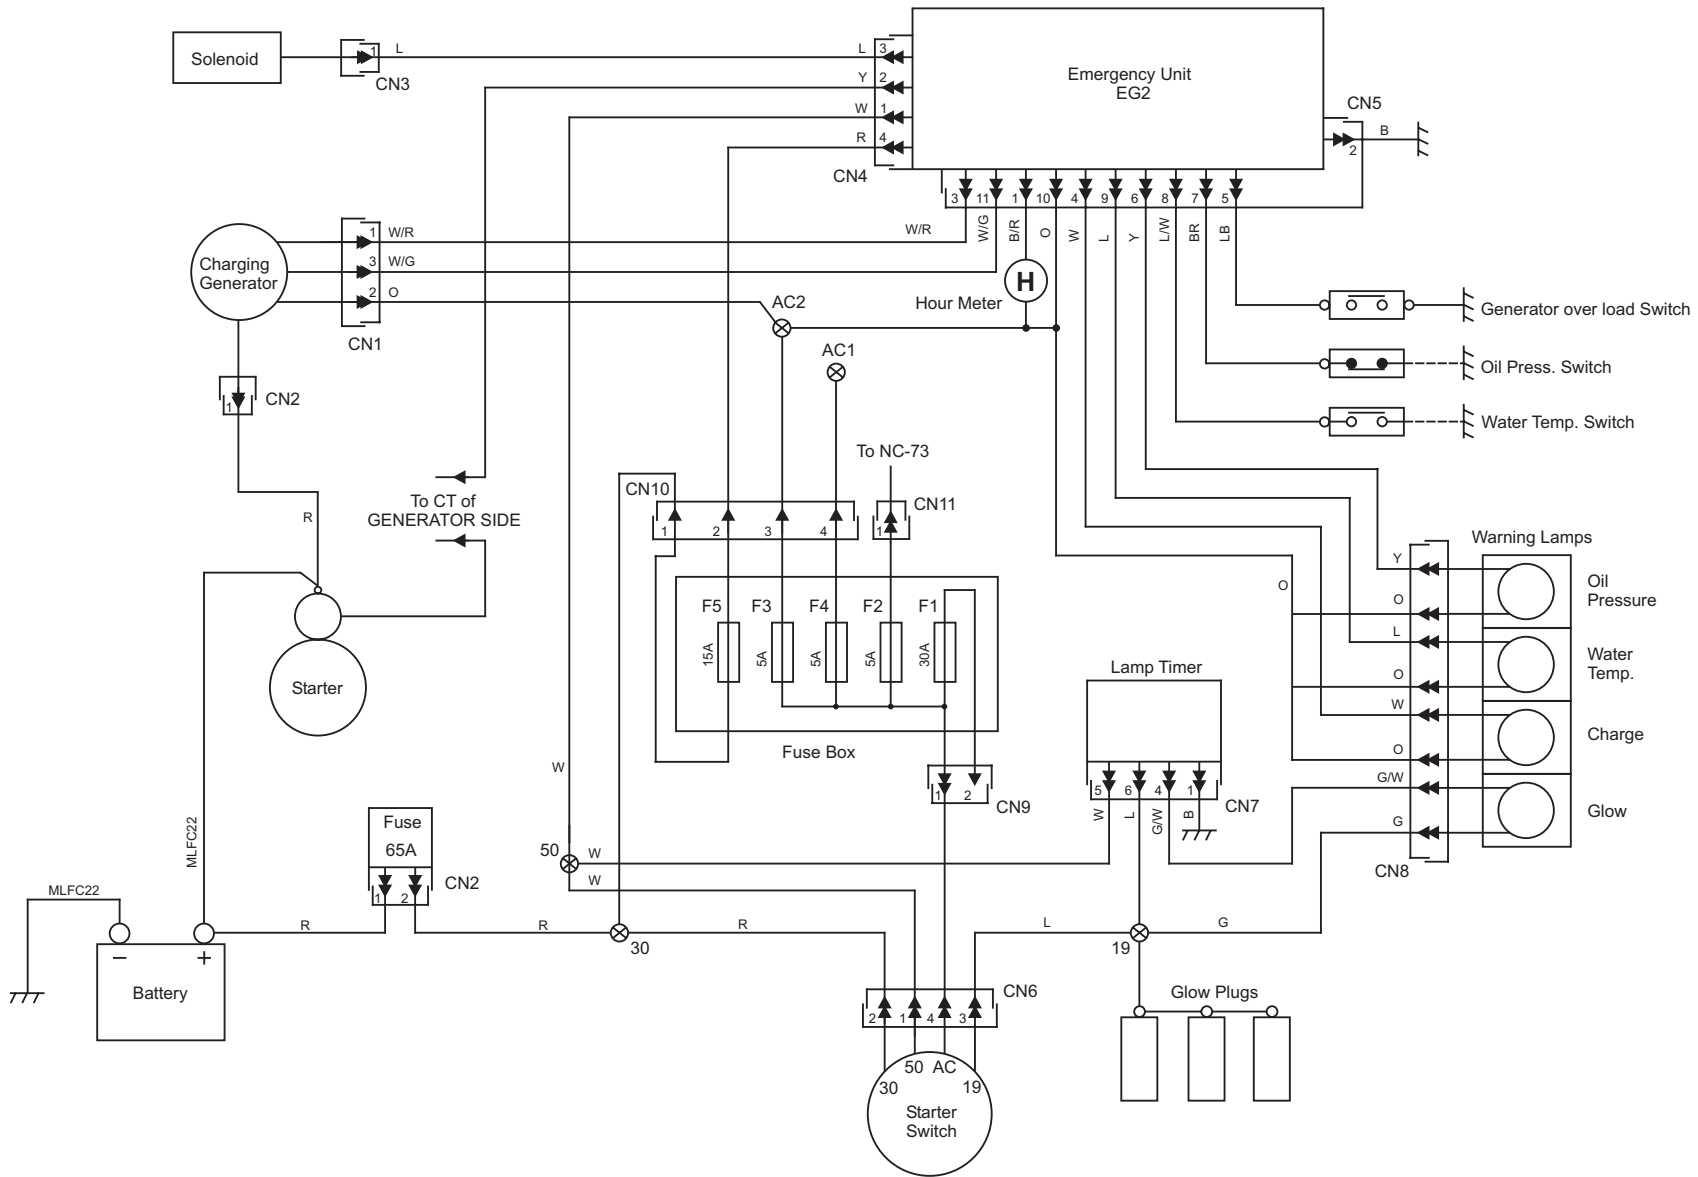 Solenoid
1
L
CN3
L
3
Y
2
W
1
R
4
CN4
Emergency Unit
EG2
CN5
B
2
3
11
1
10
4
9
6
8
7
5
W/R
W/G
B/R
O
W
L
Y
L/W
BR
LB
Charging
Generator
1
W/R
3
W/G
2
O
CN1
AC2
Hour Meter
H
Generator over load Switch
AC1
Oil Press. Switch
1
CN2
Water Temp. Switch
To NC-73
To CT of
GENERATOR SIDE
R
CN10
1
2
3
4
1
CN11
Starter
F5
F3
F4
F2
F1
15A
5A
5A
5A
30A
Fuse Box
Lamp Timer
Warning Lamps
Y
O
L
O
W
O
G/W
G
O
Oil
Pressure
Water
Temp.
Charge
Glow
CN8
W
1
2
CN9
5
6
4
1
CN7
W
L
G/W
B
50
W
W
MLFC22
Fuse
65A
1
2
CN2
MLFC22
R
R
30
R
L
19
G
−
+
Battery
2
1
4
3
CN6
Glow Plugs
30
50
AC
19
Starter
Switch